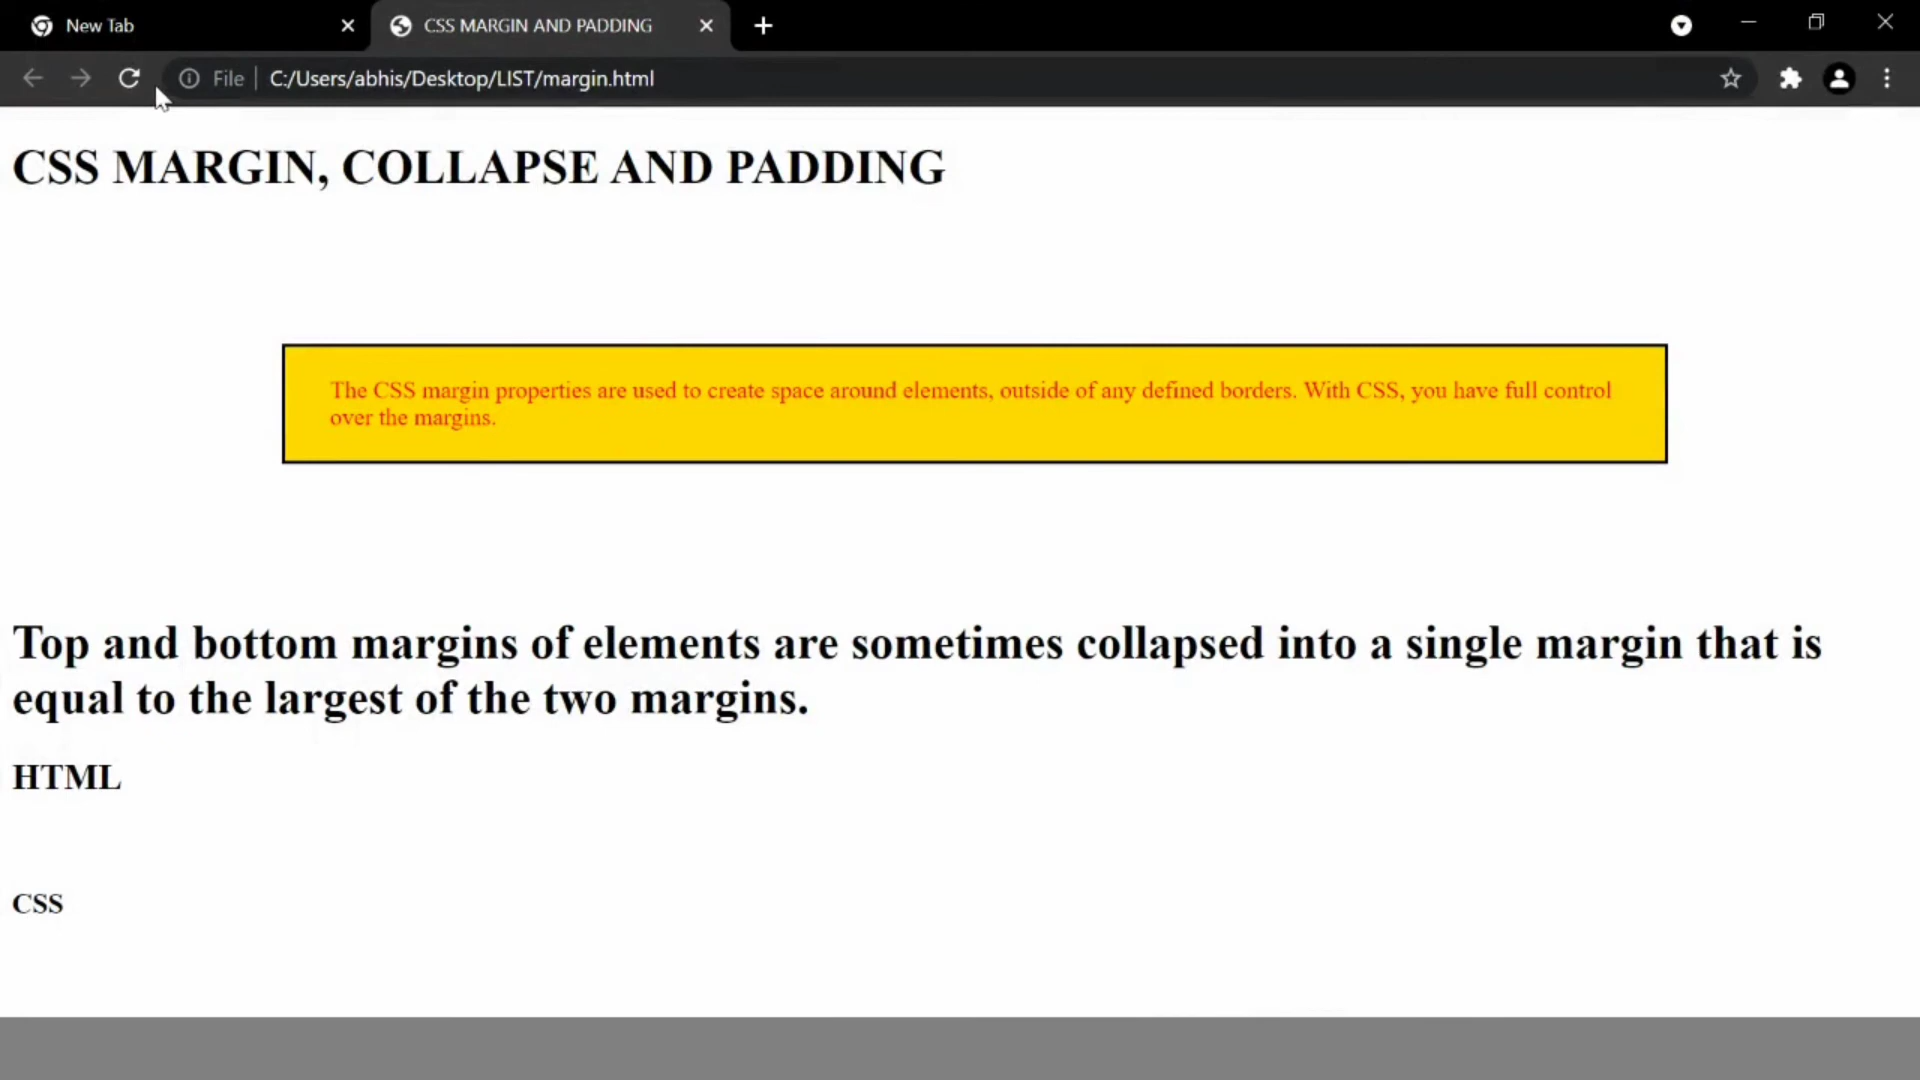 New Tab
CSS MARGIN AND PADDING
File
C:/Users/abhis/Desktop/LIST/margin.html
CSS MARGIN, COLLAPSE AND PADDING
The CSS margin properties are used to create space around elements, outside of any defined borders. With CSS, you have full control
over the margins.
Top and bottom margins of elements are sometimes collapsed into a single margin that is
equal to the largest of the two margins.
HTML
CSS